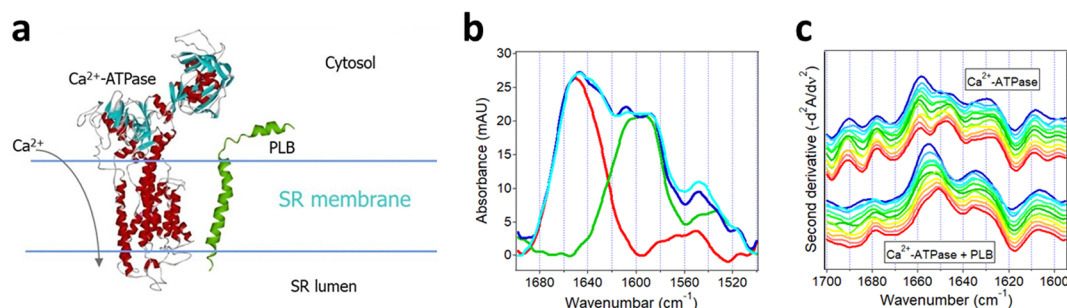 a
Ca²⁺-ATPase
Cytosol
Ca²⁺
PLB
SR membrane
SR lumen
b
Absorbance (mAU)
30
25
20
15
10
5
0
1680 1640 1600 1560 1520
Wavenumbar (cm⁻¹)
c
Second derivative (-d²A/dv²)
Ca²⁺-ATPase
Ca²⁺-ATPase + PLB
1700 1680 1660 1640 1620 1600
Wavenumber (cm⁻¹)